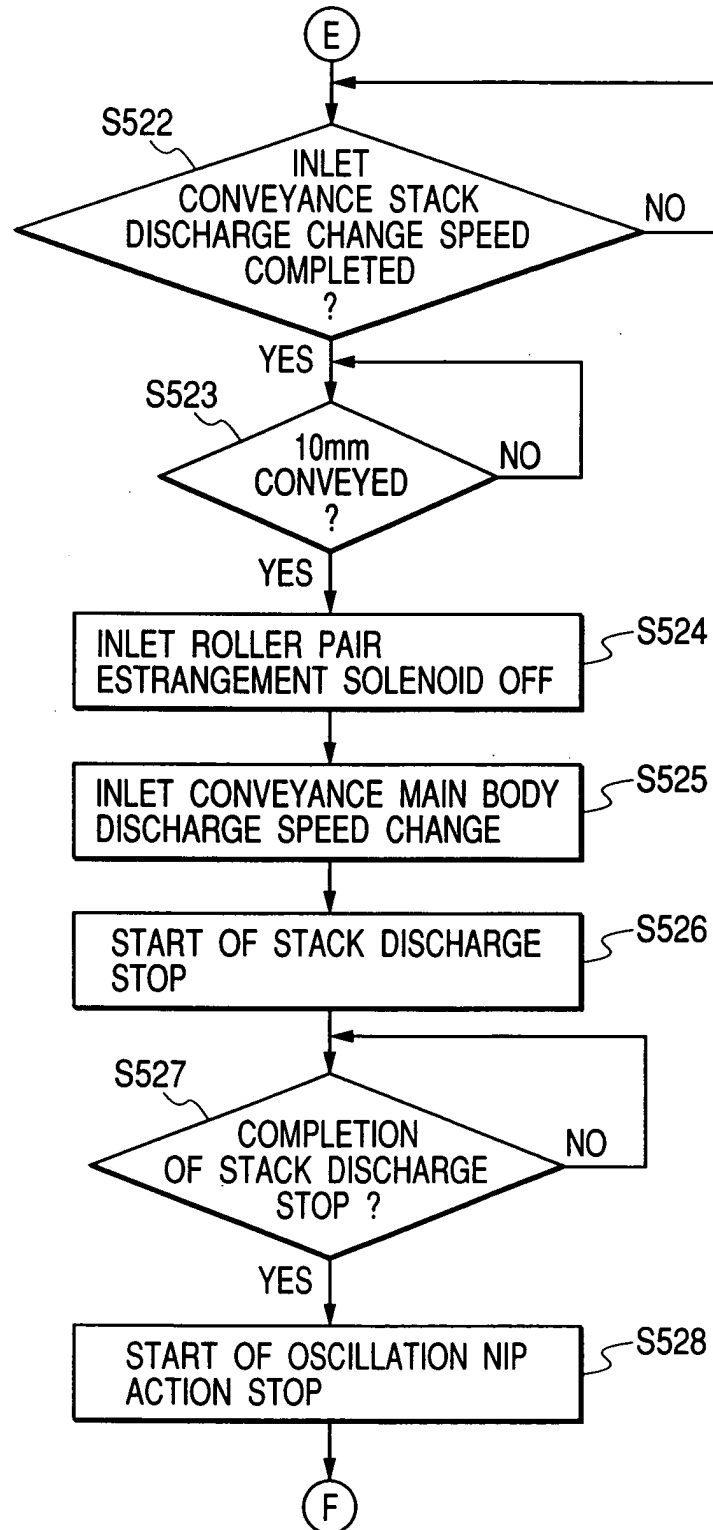 E
S522
INLET
CONVEYANCE STACK
DISCHARGE CHANGE SPEED
COMPLETED
?
NO
YES
S523
10mm
CONVEYED
?
NO
YES
INLET ROLLER PAIR
ESTRANGEMENT SOLENOID OFF
S524
INLET CONVEYANCE MAIN BODY
DISCHARGE SPEED CHANGE
S525
START OF STACK DISCHARGE
STOP
S526
S527
COMPLETION
OF STACK DISCHARGE
STOP ?
NO
YES
START OF OSCILLATION NIP
ACTION STOP
S528
F